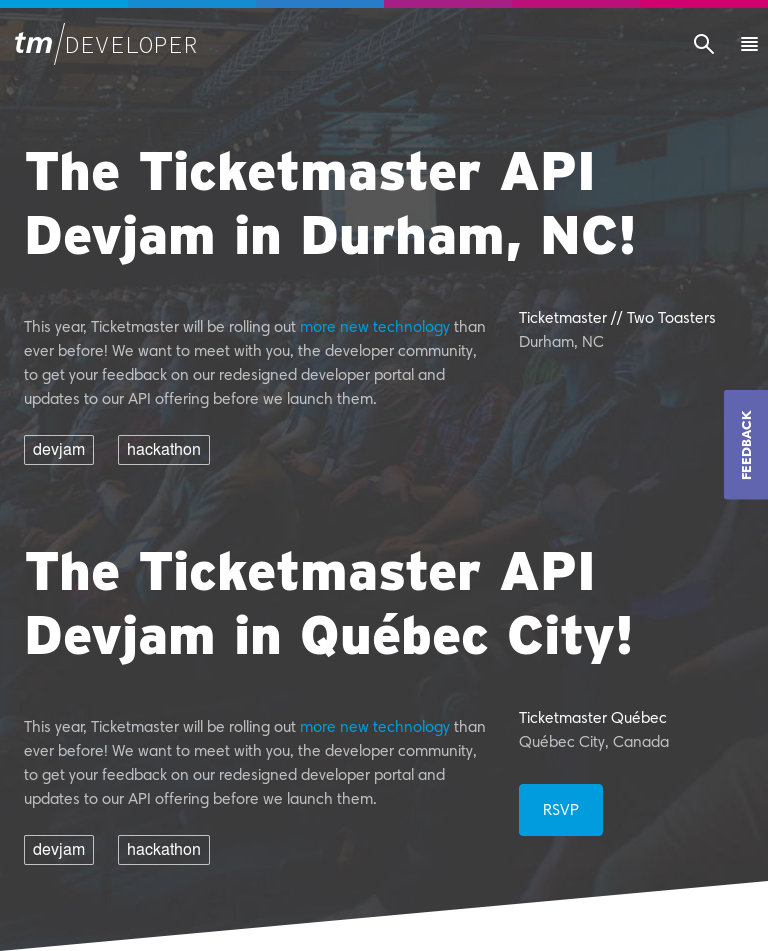 tm/DEVELOPER
The Ticketmaster API
Devjam in Durham, NC!
This year, Ticketmaster will be rolling out more new technology than
ever before! We want to meet with you, the developer community,
to get your feedback on our redesigned developer portal and
updates to our API offering before we launch them.
Ticketmaster // Two Toasters
Durham, NC
devjam
hackathon
FEEDBACK
The Ticketmaster API
Devjam in Québec City!
This year, Ticketmaster will be rolling out more new technology than
ever before! We want to meet with you, the developer community,
to get your feedback on our redesigned developer portal and
updates to our API offering before we launch them.
Ticketmaster Québec
Québec City, Canada
RSVP
devjam
hackathon